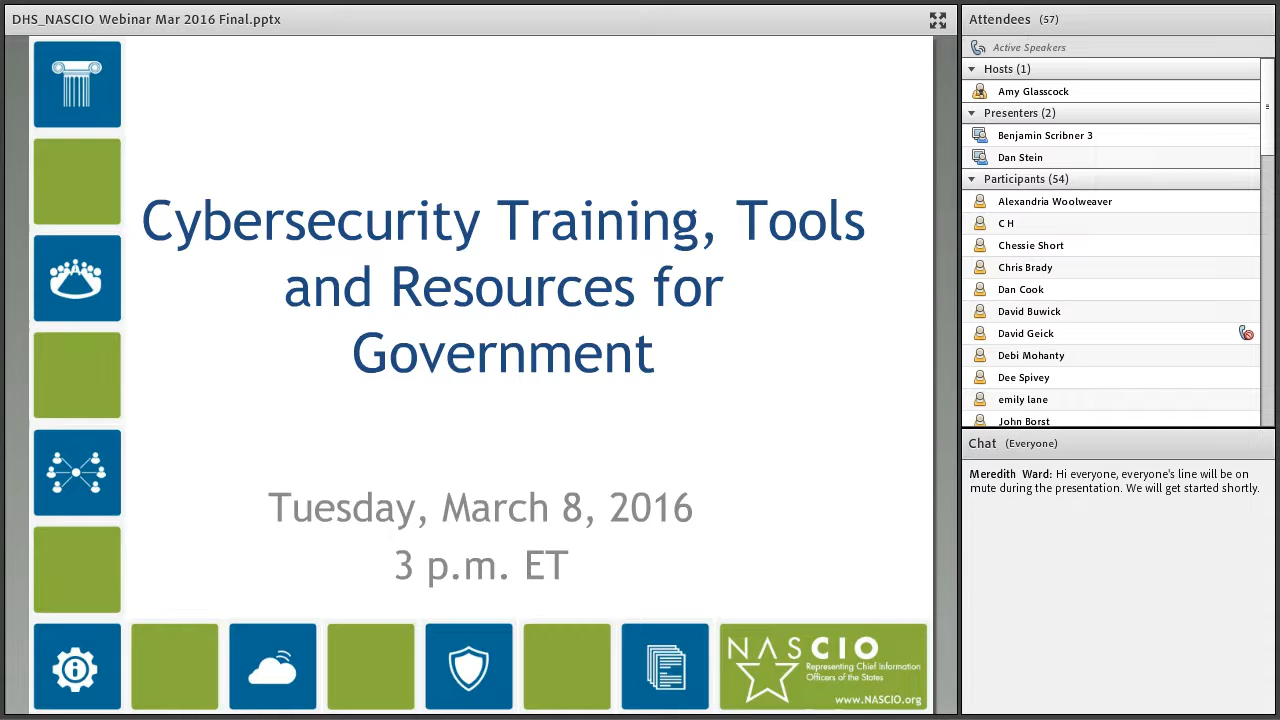 DHS_NASCIO Webinar Mar 2016 Final.pptx
Cybersecurity Training, Tools
and Resources for
Government
Tuesday, March 8, 2016
3 p.m. ET
NASCIO
Representing Chief Information
Officers of the States
www.NASCIO.org
Attendees (57)
Active Speakers
Hosts (1)
Amy Glasscock
Presenters (2)
Benjamin Scribner 3
Dan Stein
Participants (54)
Alexandria Woolweaver
C H
Chessie Short
Chris Brady
Dan Cook
David Buwick
David Geick
Debi Mohanty
Dee Spivey
emily lane
John Borst
Chat (Everyone)
Meredith Ward: Hi everyone, everyone's line will be on
mute during the presentation. We will get started shortly.